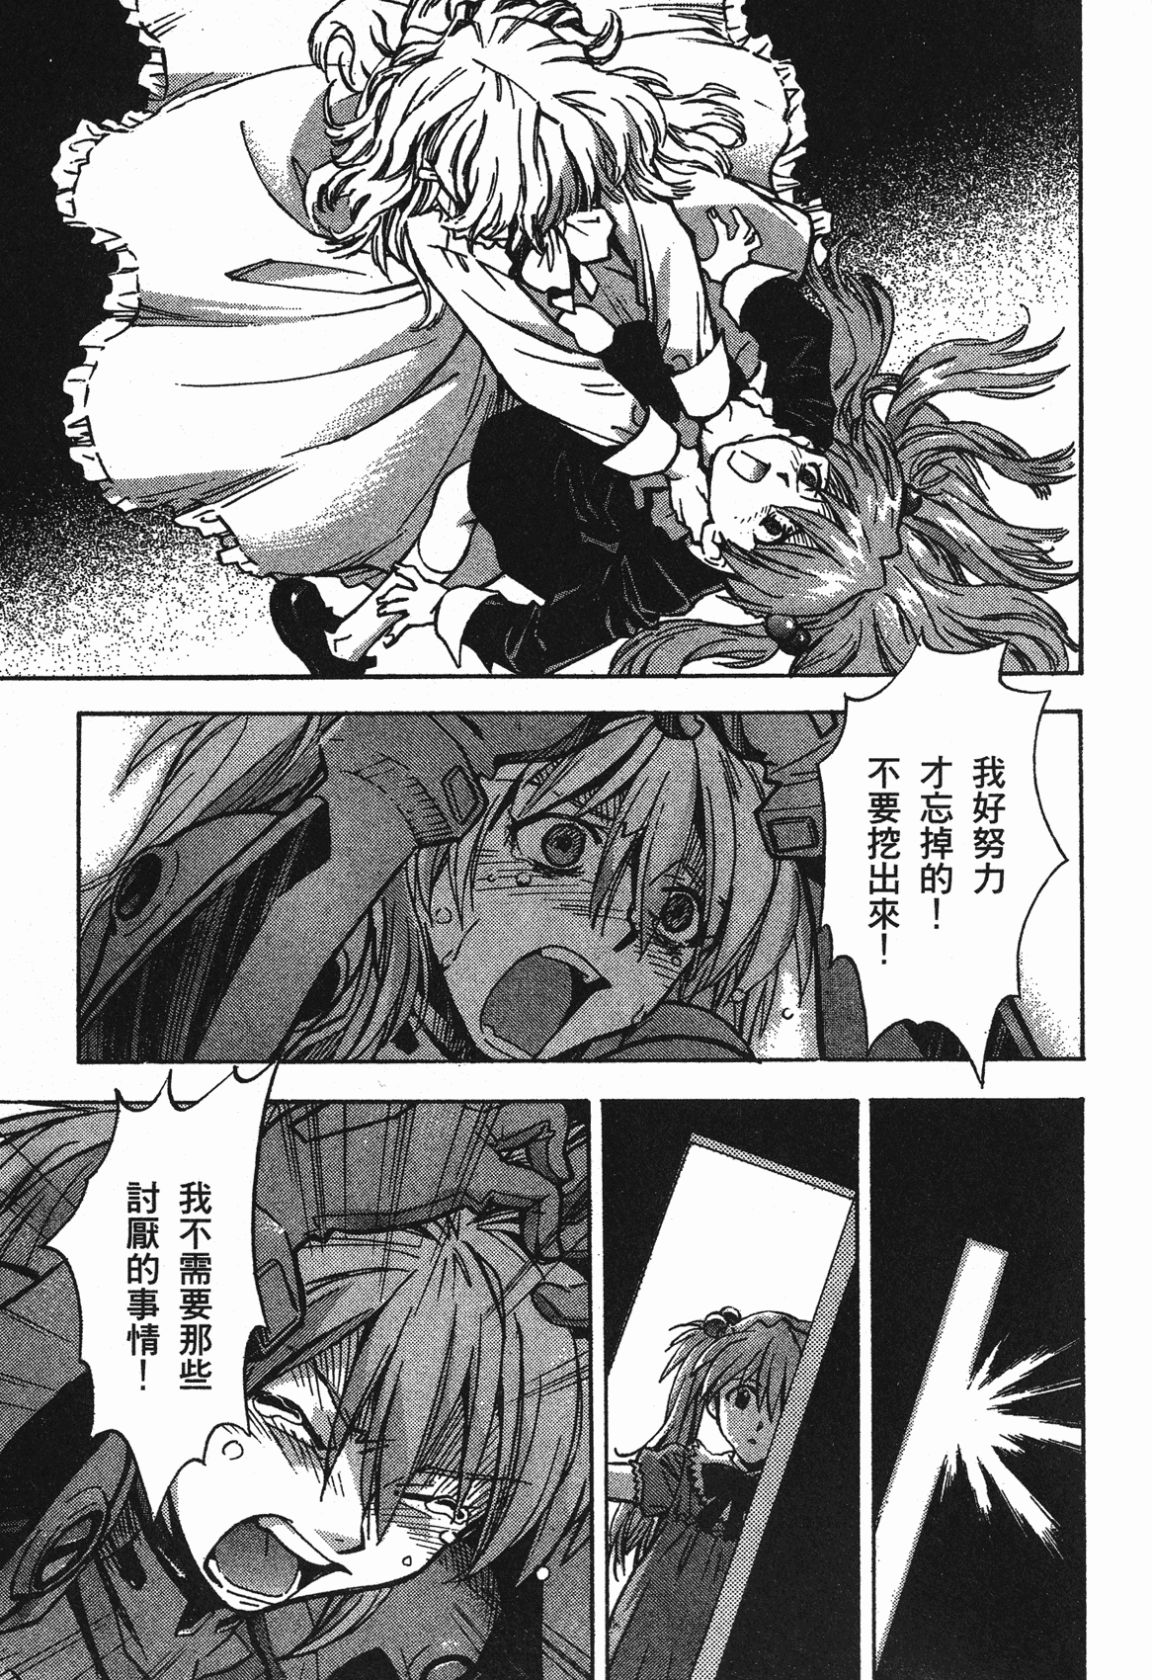 我好努力
才忘掉的！
不要挖出來！
我不需要那些
討厭的事情！